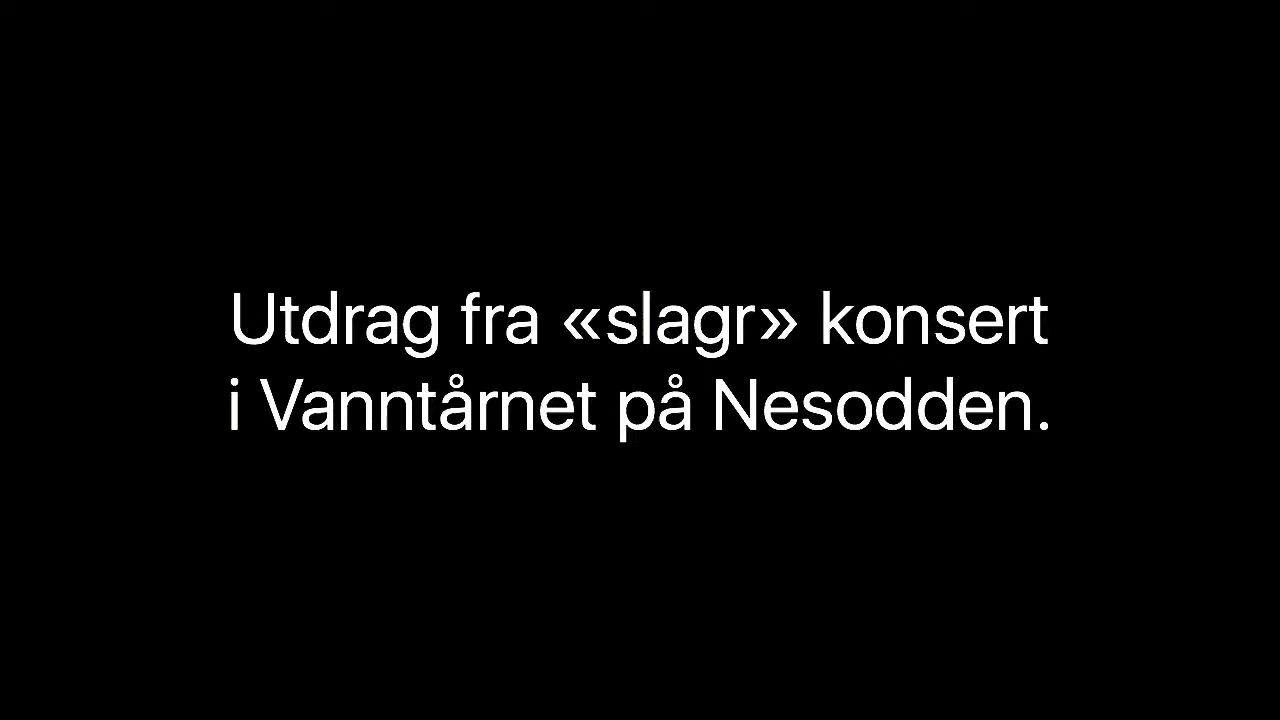 Utdrag fra «slagr» konsert
i Vanntårnet på Nesodden.